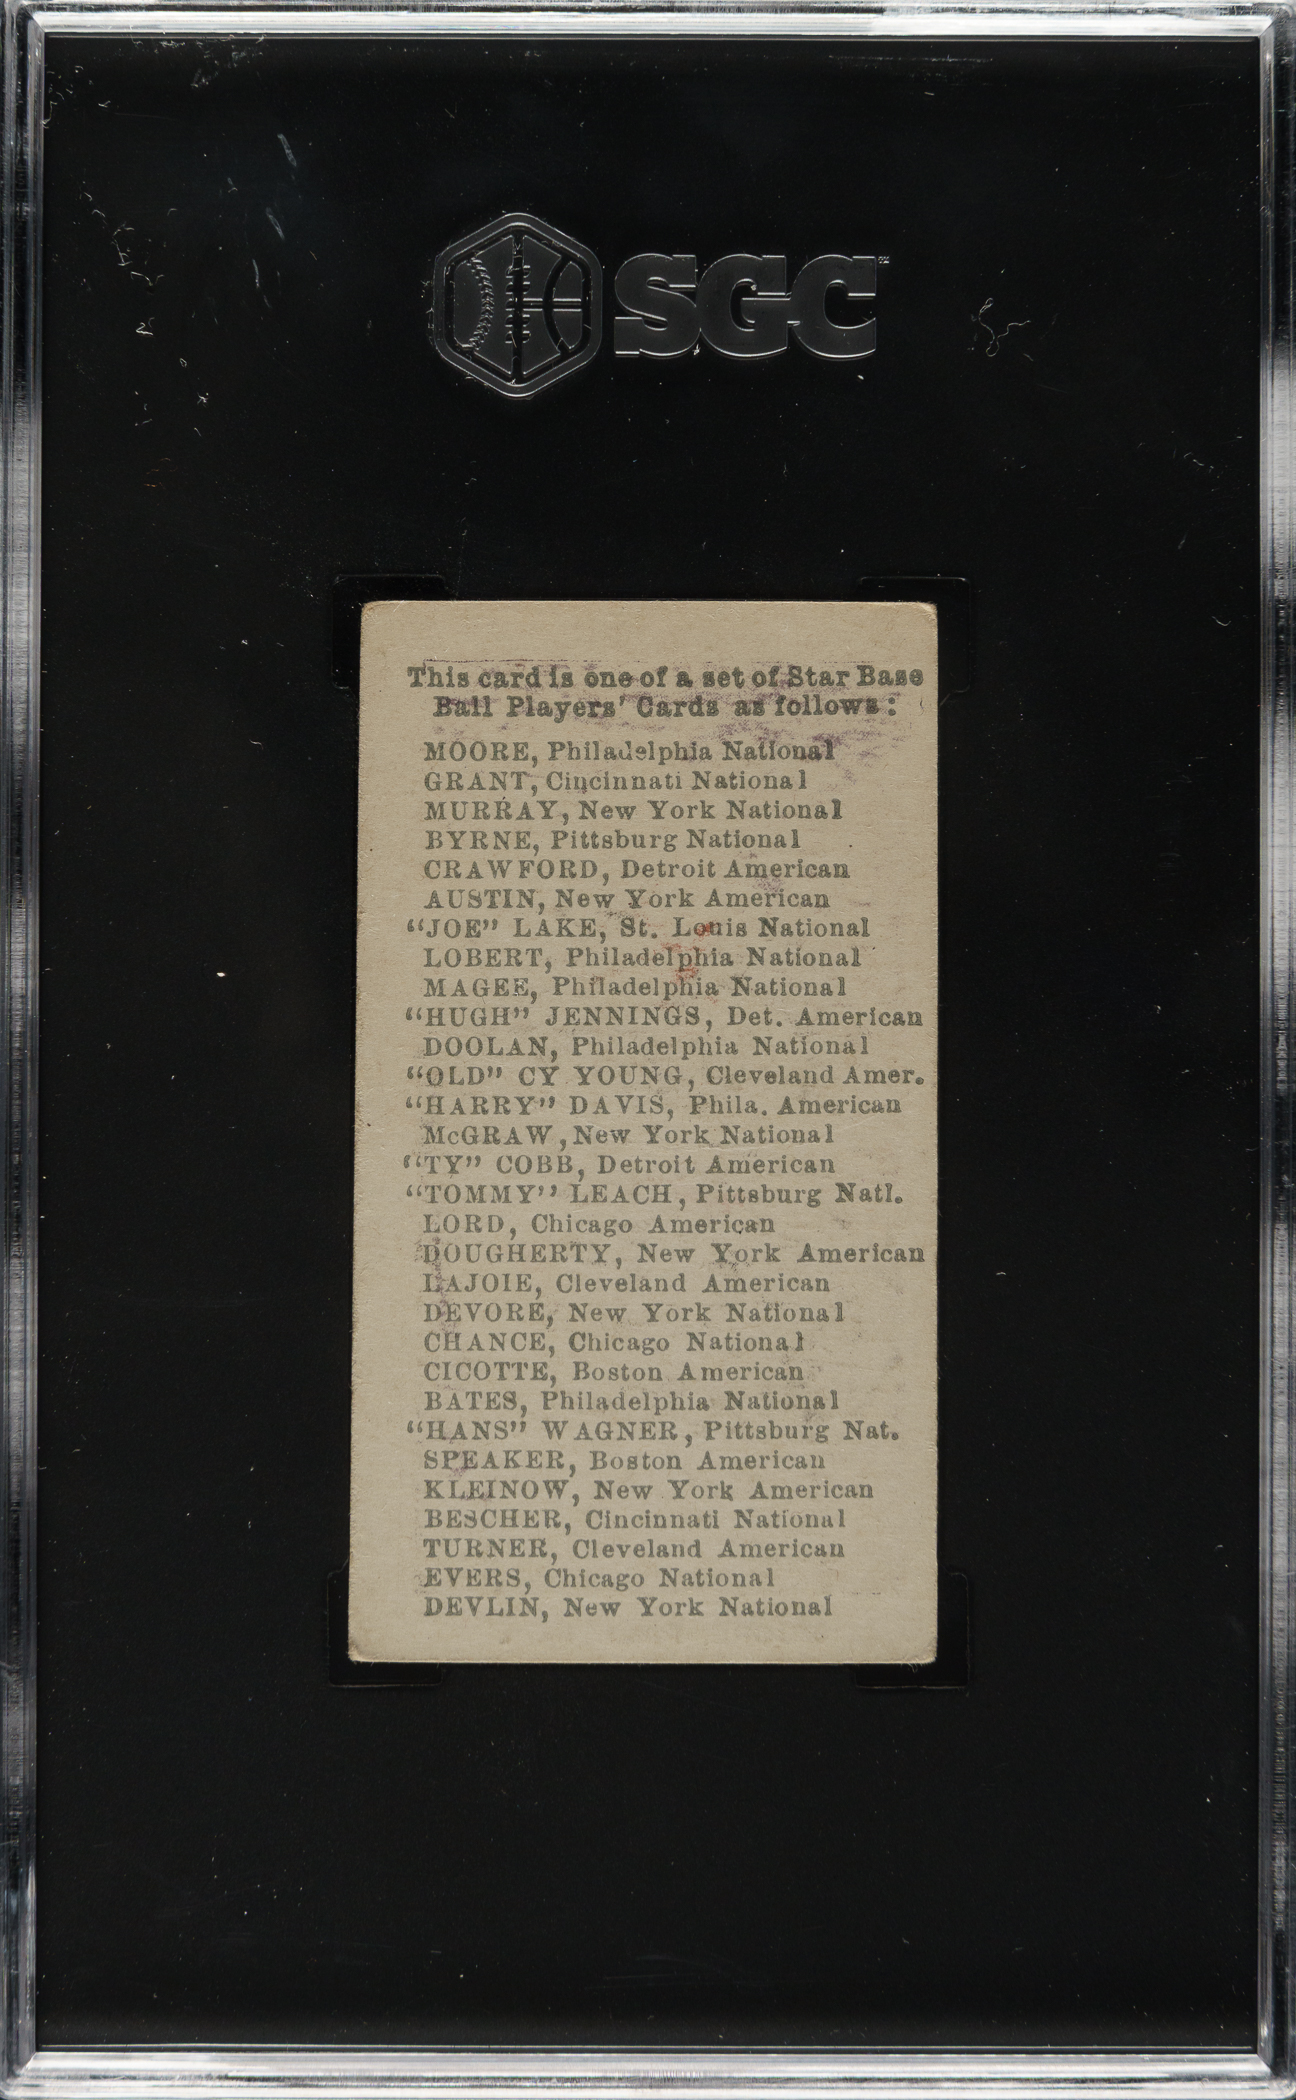 SGC
This card is one of a set of Star Base
Ball Players' Cards as follows:
MOORE, Philadelphia National
GRANT, Cincinnati National
MURRAY, New York National
BYRNE, Pittsburg National
CRAWFORD, Detroit American
AUSTIN, New York American
"JOE" LAKE, St. Louis National
LOBERT, Philadelphia National
MAGEE, Philadelphia National
"HUGH" JENNINGS, Det. American
DOOLAN, Philadelphia National
"OLD" CY YOUNG, Cleveland Amer.
"HARRY" DAVIS, Phila. American
McGRAW, New York National
"TY" COBB, Detroit American
"TOMMY" LEACH, Pittsburg Natl.
LORD, Chicago American
DOUGHERTY, New York American
LAJOIE, Cleveland American
DEVORE, New York National
CHANCE, Chicago National
CICOTTE, Boston American
BATES, Philadelphia National
"HANS" WAGNER, Pittsburg Nat.
SPEAKER, Boston American
KLEINOW, New York American
BESCHER, Cincinnati National
TURNER, Cleveland American
EVERS, Chicago National
DEVLIN, New York National